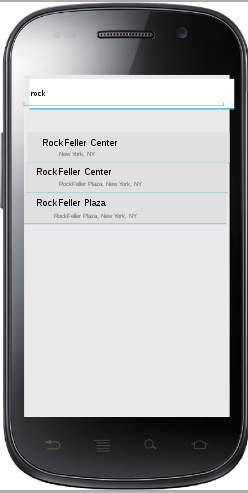 rock
RockFeller Center
New York, NY
RockFeller Center
RockFeller Plaza, New York, NY
RockFeller Plaza
RockFeller Plaza, New York, NY